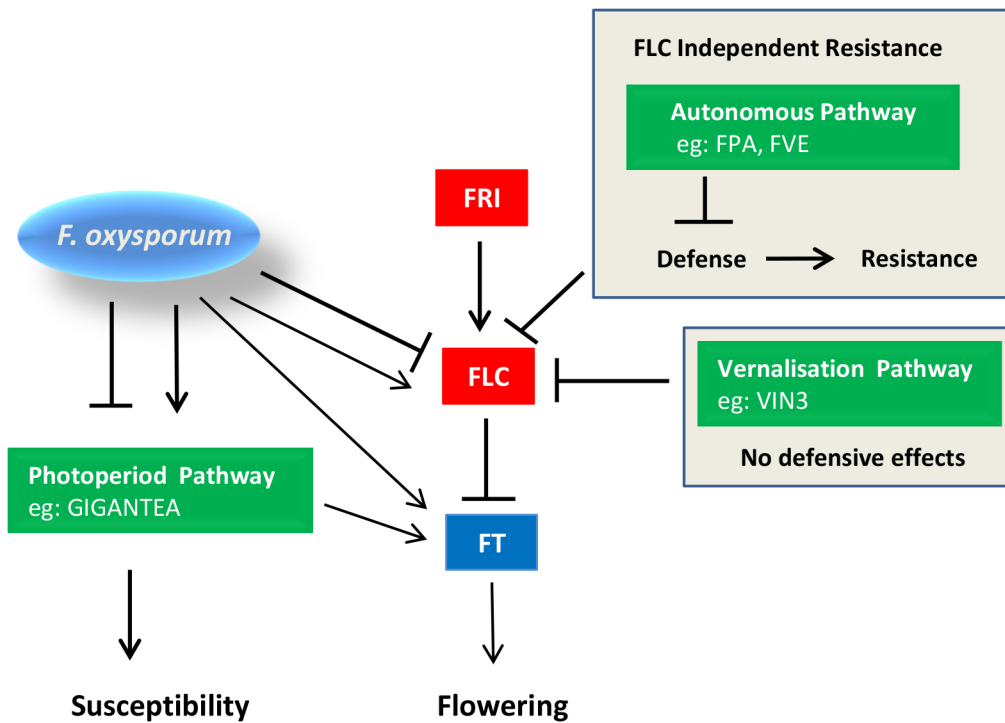 FLC Independent Resistance
Autonomous Pathway
eg: FPA, FVE
FRI
F. oxysporum
Defense
Resistance
FLC
Vernalisation Pathway
eg: VIN3
No defensive effects
Photoperiod Pathway
eg: GIGANTEA
FT
Susceptibility
Flowering